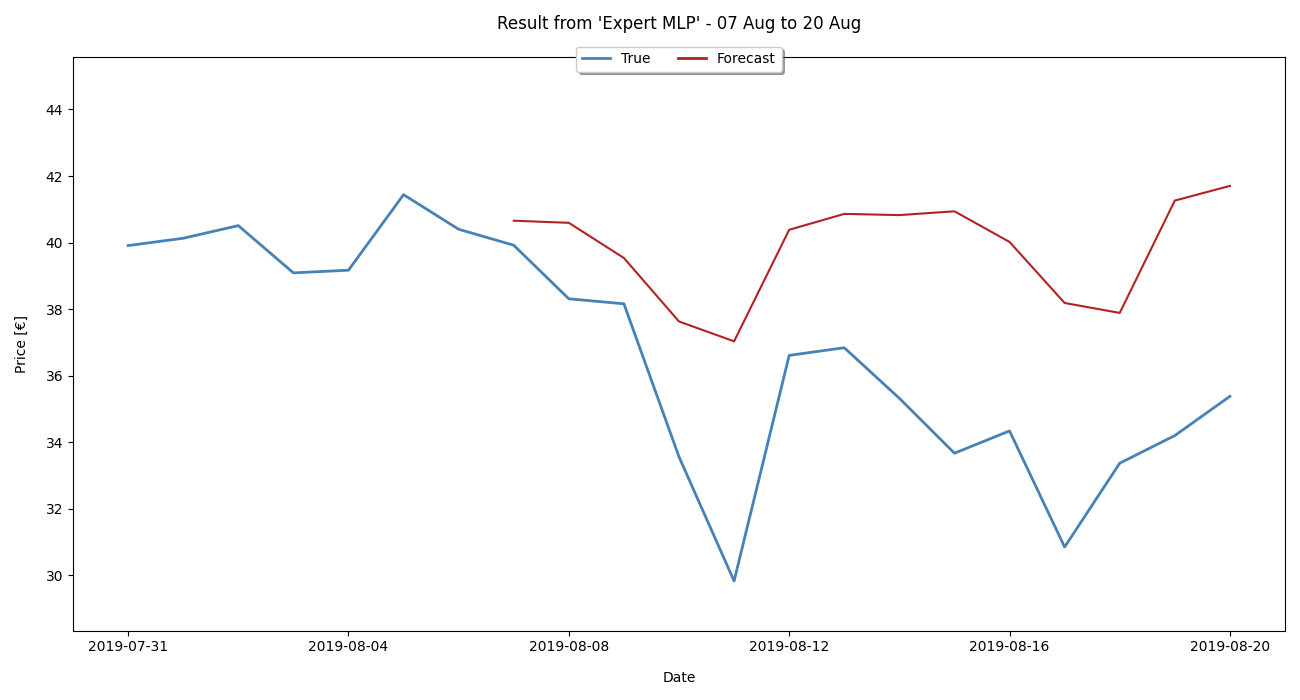 Result from 'Expert MLP' - 07 Aug to 20 Aug
True Forecast
44
42
40
38
36
34
32
30
Price [€]
2019-07-31 2019-08-04 2019-08-08 2019-08-12 2019-08-16 2019-08-20
Date